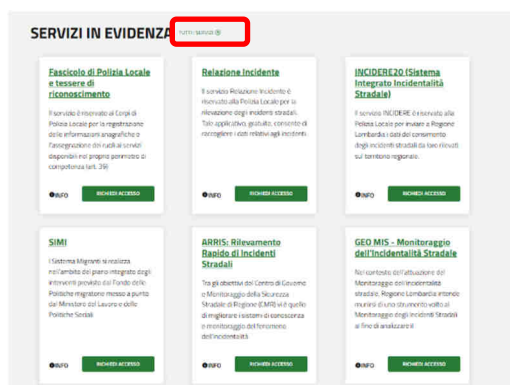 SERVIZI IN EVIDENZA
TUTTI I SERVIZI
Fascicolo di Polizia Locale
e tessere di
riconoscimento
Il servizio è riservato ai Corpi di
Polizia Locale per la registrazione
delle informazioni anagrafiche e
l'assegnazione dei ruoli ai servizi
disponibili nel proprio perimetro di
competenza (art. 39)
INFO
RICHIEDI ACCESSO
Relazione Incidente
Il servizio Relazione Incidente è
riservato alla Polizia Locale per la
rilevazione degli incidenti stradali.
Tale applicativo, gratuito, consente di
raccogliere i dati relativi agli incidenti.
INFO
RICHIEDI ACCESSO
INCIDERE20 (Sistema
Integrato Incidentalità
Stradale)
Il servizio INCIDERE è riservato alla
Polizia Locale per inviare a Regione
Lombardia i dati del consimento
degli incidenti stradali da loro rilevati
sul territorio regionale.
INFO
RICHIEDI ACCESSO
SIMI
I Sistema Migranti si realizza
nell'ambito del piano integrato degli
interventi previsto dal Fondo delle
Politiche migratorie messo a punto
dal Ministero del Lavoro e delle
Politiche Sociali
INFO
RICHIEDI ACCESSO
ARRIS: Rilevamento
Rapido di Incidenti
Stradali
Tra gli obiettivi del Centro di Governo
e Monitoraggio della Sicurezza
Stradale di Regione (CMR) vi è quello
di migliorare i sistemi di conoscenza
e monitoraggio del fenomeno
dell'incidentalità
INFO
RICHIEDI ACCESSO
GEO MIS - Monitoraggio
dell'Incidentalità Stradale
Nel contesto dell'attuazione del
Monitoraggio dell'incidentalità
stradale, Regione Lombardia intende
munirsi di uno strumento volto al
Monitoraggio degli Incidenti Stradali
al fine di analizzare il
INFO
RICHIEDI ACCESSO